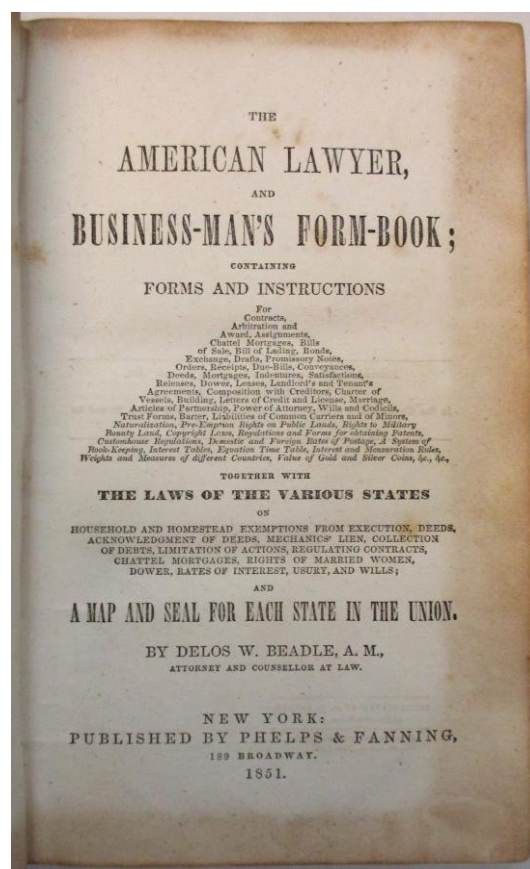 THE
AMERICAN LAWYER,
AND
BUSINESS-MAN'S FORM-BOOK;
CONTAINING
FORMS AND INSTRUCTIONS
For
Contracts,
Arbitration and
Award, Assignments,
Chattel Mortgages, Bills
of Sale, Bill of Lading, Bonds,
Exchange, Drafts, Promissory Notes,
Orders, Receipts, Due-Bills, Conveyances,
Deeds, Mortgages, Indentures, Satisfactions,
Releases, Dower, Leases, Landlord's and Tenant's
Agreements, Composition with Creditors, Charter of
Vessels, Building, Letters of Credit and License, Marriage,
Articles of Partnership, Power of Attorney, Wills and Codicils,
Trust Forms, Barter, Liabilities of Common Carriers and of Minors,
Naturalization, Pre-Emption Rights on Public Lands, Rights to Military
Bounty Land, Copyright Laws, Regulations and Forms for obtaining Patents,
Customhouse Regulations, Domestic and Foreign Rates of Postage, A System of
Book-Keeping, Interest Tables, Equation Time Table, Interest and Mensuration Rules,
Weights and Measures of different Countries, Value of Gold and Silver Coins, &c., &c.,
TOGETHER WITH
THE LAWS OF THE VARIOUS STATES
ON
HOUSEHOLD AND HOMESTEAD EXEMPTIONS FROM EXECUTION, DEEDS,
ACKNOWLEDGMENT OF DEEDS, MECHANICS' LIEN, COLLECTION
OF DEBTS, LIMITATION OF ACTIONS, REGULATING CONTRACTS,
CHATTEL MORTGAGES, RIGHTS OF MARRIED WOMEN,
DOWER, RATES OF INTEREST, USURY, AND WILLS;
AND
A MAP AND SEAL FOR EACH STATE IN THE UNION.
BY DELOS W. BEADLE, A. M.,
ATTORNEY AND COUNSELLOR AT LAW.
NEW YORK:
PUBLISHED BY PHELPS & FANNING,
189 BROADWAY.
1851.